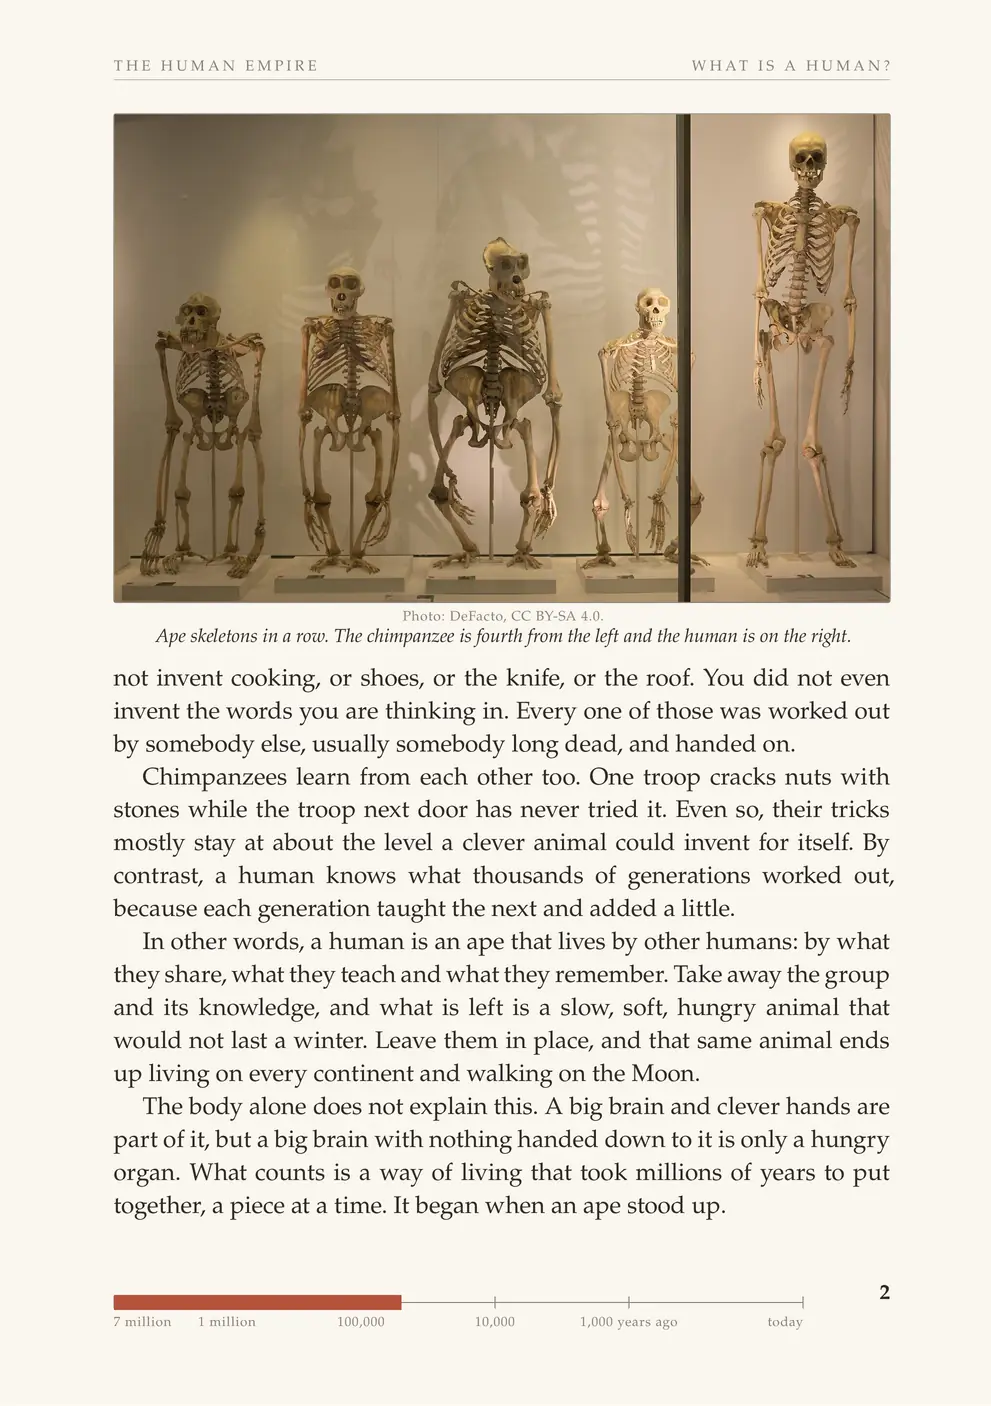 THE HUMAN EMPIRE
WHAT IS A HUMAN?
Photo: DeFacto, CC BY-SA 4.0.
Ape skeletons in a row. The chimpanzee is fourth from the left and the human is on the right.
not invent cooking, or shoes, or the knife, or the roof. You did not even
invent the words you are thinking in. Every one of those was worked out
by somebody else, usually somebody long dead, and handed on.
Chimpanzees learn from each other too. One troop cracks nuts with
stones while the troop next door has never tried it. Even so, their tricks
mostly stay at about the level a clever animal could invent for itself. By
contrast, a human knows what thousands of generations worked out,
because each generation taught the next and added a little.
In other words, a human is an ape that lives by other humans: by what
they share, what they teach and what they remember. Take away the group
and its knowledge, and what is left is a slow, soft, hungry animal that
would not last a winter. Leave them in place, and that same animal ends
up living on every continent and walking on the Moon.
The body alone does not explain this. A big brain and clever hands are
part of it, but a big brain with nothing handed down to it is only a hungry
organ. What counts is a way of living that took millions of years to put
together, a piece at a time. It began when an ape stood up.
2
7 million 1 million 100,000 10,000 1,000 years ago today